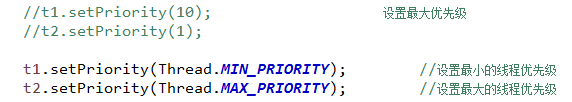 //t1.setPriority(10); 设置最大优先级
//t2.setPriority(1);
t1.setPriority(Thread.MIN_PRIORITY); //设置最小的线程优先级
t2.setPriority(Thread.MAX_PRIORITY); //设置最大的线程优先级